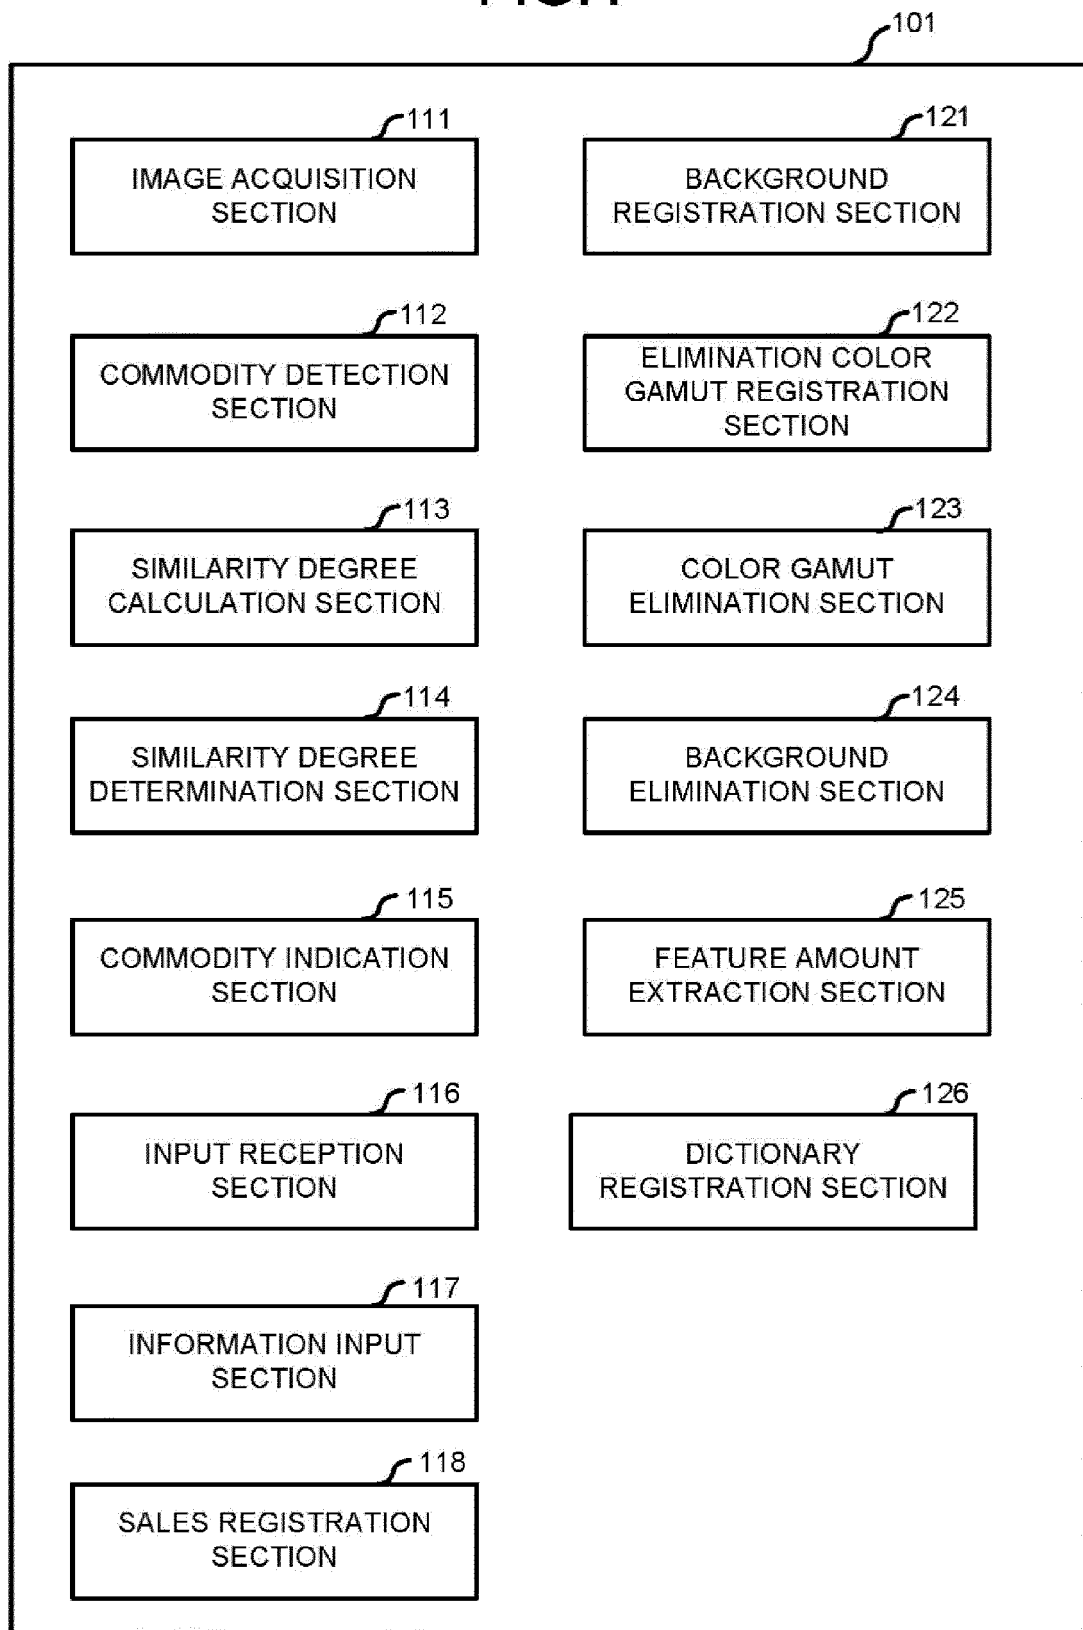 101
111
IMAGE ACQUISITION
SECTION
112
COMMODITY DETECTION
SECTION
113
SIMILARITY DEGREE
CALCULATION SECTION
114
SIMILARITY DEGREE
DETERMINATION SECTION
115
COMMODITY INDICATION
SECTION
116
INPUT RECEPTION
SECTION
117
INFORMATION INPUT
SECTION
118
SALES REGISTRATION
SECTION
121
BACKGROUND
REGISTRATION SECTION
122
ELIMINATION COLOR
GAMUT REGISTRATION
SECTION
123
COLOR GAMUT
ELIMINATION SECTION
124
BACKGROUND
ELIMINATION SECTION
125
FEATURE AMOUNT
EXTRACTION SECTION
126
DICTIONARY
REGISTRATION SECTION